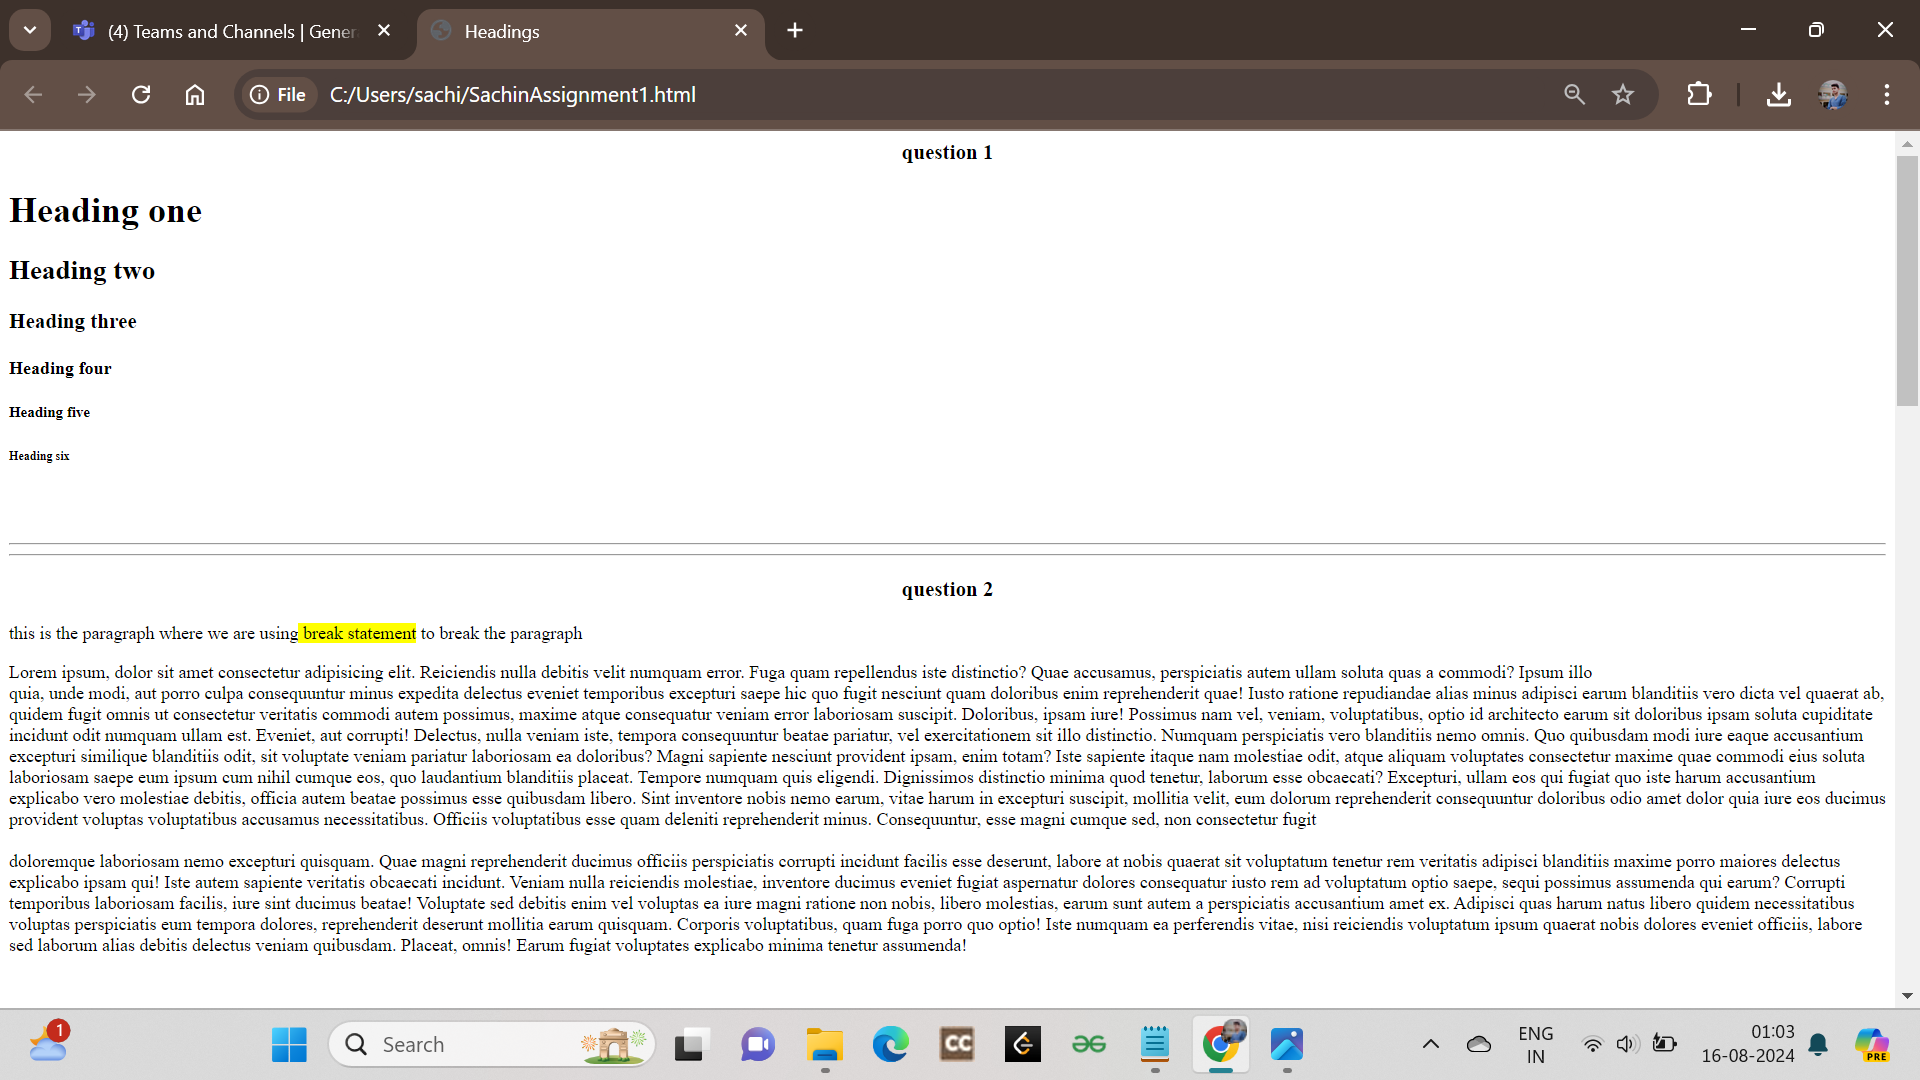 (4) Teams and Channels | Gener
Headings
File
C:/Users/sachi/SachinAssignment1.html
question 1
Heading one
Heading two
Heading three
Heading four
Heading five
Heading six
question 2
this is the paragraph where we are using break statement to break the paragraph
Lorem ipsum, dolor sit amet consectetur adipisicing elit. Reiciendis nulla debitis velit numquam error. Fuga quam repellendus iste distinctio? Quae accusamus, perspiciatis autem ullam soluta quas a commodi? Ipsum illo
quia, unde modi, aut porro culpa consequuntur minus expedita delectus eveniet temporibus excepturi saepe hic quo fugit nesciunt quam doloribus enim reprehenderit quae! Iusto ratione repudiandae alias minus adipisci earum blanditiis vero dicta vel quaerat ab,
quidem fugit omnis ut consectetur veritatis commodi autem possimus, maxime atque consequatur veniam error laboriosam suscipit. Doloribus, ipsam iure! Possimus nam vel, veniam, voluptatibus, optio id architecto earum sit doloribus ipsam soluta cupiditate
incidunt odit numquam ullam est. Eveniet, aut corrupti! Delectus, nulla veniam iste, tempora consequuntur beatae pariatur, vel exercitationem sit illo distinctio. Numquam perspiciatis vero blanditiis nemo omnis. Quo quibusdam modi iure eaque accusantium
excepturi similique blanditiis odit, sit voluptate veniam pariatur laboriosam ea doloribus? Magni sapiente nesciunt provident ipsam, enim totam? Iste sapiente itaque nam molestiae odit, atque aliquam voluptates consectetur maxime quae commodi eius soluta
laboriosam saepe eum ipsum cum nihil cumque eos, quo laudantium blanditiis placeat. Tempore numquam quis eligendi. Dignissimos distinctio minima quod tenetur, laborum esse obcaecati? Excepturi, ullam eos qui fugiat quo iste harum accusantium
explicabo vero molestiae debitis, officia autem beatae possimus esse quibusdam libero. Sint inventore nobis nemo earum, vitae harum in excepturi suscipit, mollitia velit, eum dolorum reprehenderit consequuntur doloribus odio amet dolor quia iure eos ducimus
provident voluptas voluptatibus accusamus necessitatibus. Officiis voluptatibus esse quam deleniti reprehenderit minus. Consequuntur, esse magni cumque sed, non consectetur fugit
doloremque laboriosam nemo excepturi quisquam. Quae magni reprehenderit ducimus officiis perspiciatis corrupti incidunt facilis esse deserunt, labore at nobis quaerat sit voluptatum tenetur rem veritatis adipisci blanditiis maxime porro maiores delectus
explicabo ipsam qui! Iste autem sapiente veritatis obcaecati incidunt. Veniam nulla reiciendis molestiae, inventore ducimus eveniet fugiat aspernatur dolores consequatur iusto rem ad voluptatum optio saepe, sequi possimus assumenda qui earum? Corrupti
temporibus laboriosam facilis, iure sint ducimus beatae! Voluptate sed debitis enim vel voluptas ea iure magni ratione non nobis, libero molestias, earum sunt autem a perspiciatis accusantium amet ex. Adipisci quas harum natus libero quidem necessitatibus
voluptas perspiciatis eum tempora dolores, reprehenderit deserunt mollitia earum quisquam. Corporis voluptatibus, quam fuga porro quo optio! Iste numquam ea perferendis vitae, nisi reiciendis voluptatum ipsum quaerat nobis dolores eveniet officiis, labore
sed laborum alias debitis delectus veniam quibusdam. Placeat, omnis! Earum fugiat voluptates explicabo minima tenetur assumenda!
1
Search
CC
ENG
IN
01:03
16-08-2024
PRE